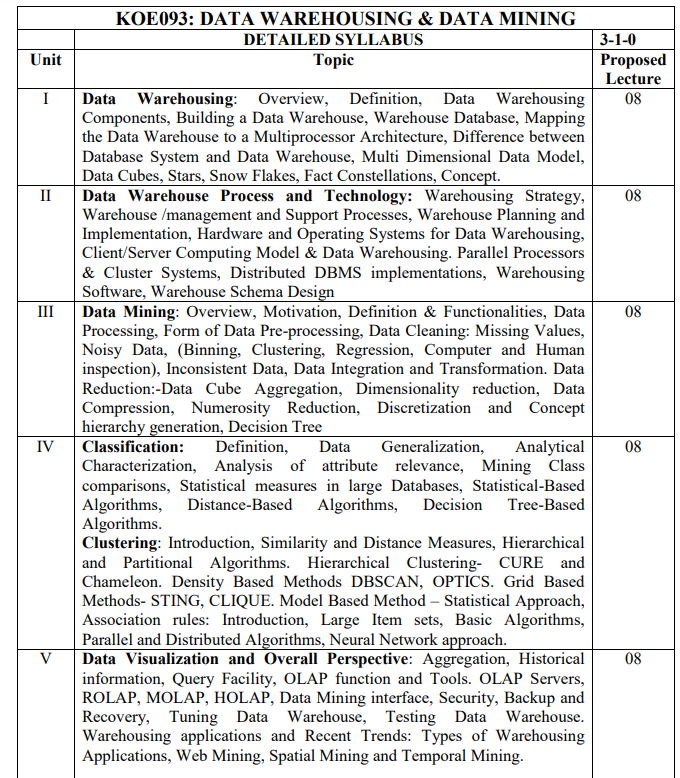 KOE093: DATA WAREHOUSING & DATA MINING
DETAILED SYLLABUS 3-1-0
Unit Topic Proposed
Lecture
I Data Warehousing: Overview, Definition, Data Warehousing 08
Components, Building a Data Warehouse, Warehouse Database, Mapping
the Data Warehouse to a Multiprocessor Architecture, Difference between
Database System and Data Warehouse, Multi Dimensional Data Model,
Data Cubes, Stars, Snow Flakes, Fact Constellations, Concept.
II Data Warehouse Process and Technology: Warehousing Strategy, 08
Warehouse /management and Support Processes, Warehouse Planning and
Implementation, Hardware and Operating Systems for Data Warehousing,
Client/Server Computing Model & Data Warehousing. Parallel Processors
& Cluster Systems, Distributed DBMS implementations, Warehousing
Software, Warehouse Schema Design
III Data Mining: Overview, Motivation, Definition & Functionalities, Data 08
Processing, Form of Data Pre-processing, Data Cleaning: Missing Values,
Noisy Data, (Binning, Clustering, Regression, Computer and Human
inspection), Inconsistent Data, Data Integration and Transformation. Data
Reduction:-Data Cube Aggregation, Dimensionality reduction, Data
Compression, Numerosity Reduction, Discretization and Concept
hierarchy generation, Decision Tree
IV Classification: Definition, Data Generalization, Analytical 08
Characterization, Analysis of attribute relevance, Mining Class
comparisons, Statistical measures in large Databases, Statistical-Based
Algorithms, Distance-Based Algorithms, Decision Tree-Based
Algorithms.
Clustering: Introduction, Similarity and Distance Measures, Hierarchical
and Partitional Algorithms. Hierarchical Clustering- CURE and
Chameleon. Density Based Methods DBSCAN, OPTICS. Grid Based
Methods- STING, CLIQUE. Model Based Method – Statistical Approach,
Association rules: Introduction, Large Item sets, Basic Algorithms,
Parallel and Distributed Algorithms, Neural Network approach.
V Data Visualization and Overall Perspective: Aggregation, Historical 08
information, Query Facility, OLAP function and Tools. OLAP Servers,
ROLAP, MOLAP, HOLAP, Data Mining interface, Security, Backup and
Recovery, Tuning Data Warehouse, Testing Data Warehouse.
Warehousing applications and Recent Trends: Types of Warehousing
Applications, Web Mining, Spatial Mining and Temporal Mining.